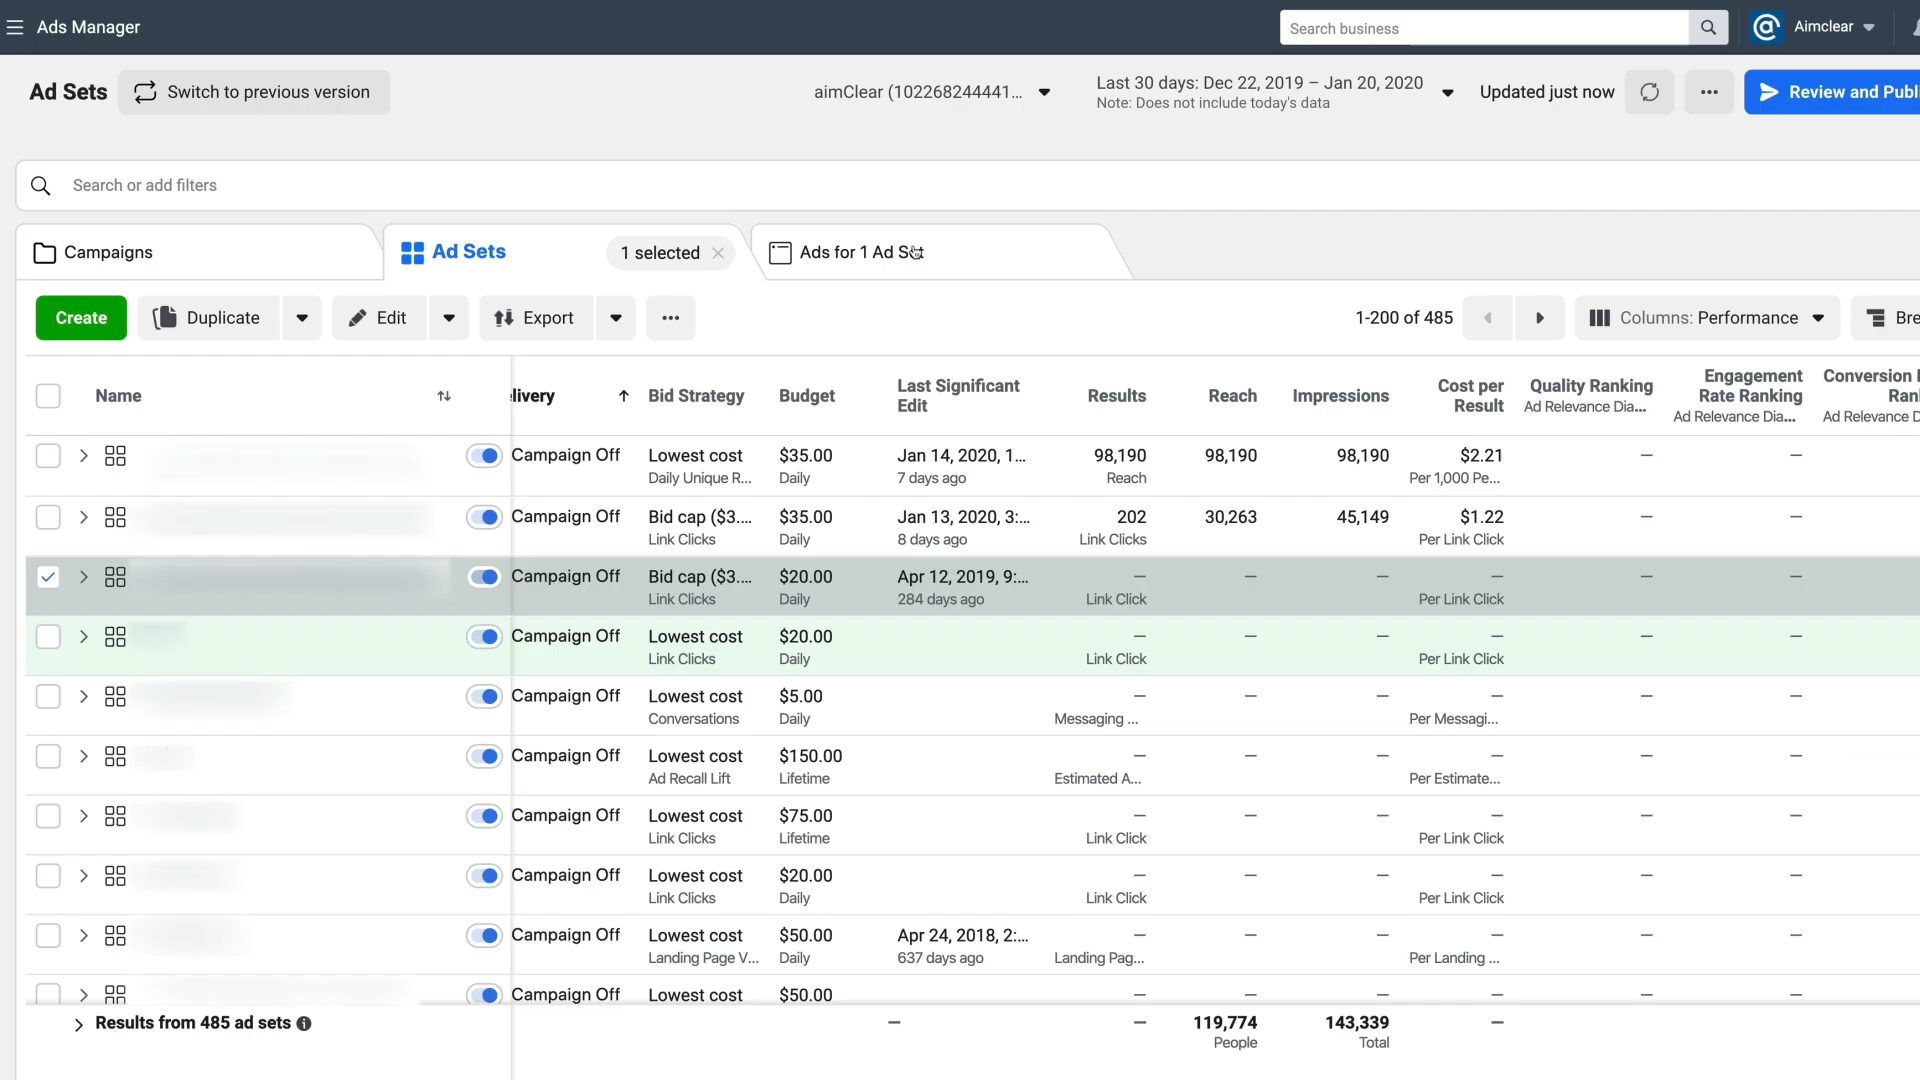 Ads Manager
Search business
Aimclear
Ad Sets
Switch to previous version
aimClear (102268244441...
Last 30 days: Dec 22, 2019 – Jan 20, 2020
Note: Does not include today's data
Updated just now
Review and Publi
Search or add filters
Campaigns
Ad Sets
1 selected
Ads for 1 Ad Set
Create
Duplicate
Edit
Export
1-200 of 485
Columns: Performance
Bre
Name
livery
Bid Strategy
Budget
Last Significant
Edit
Results
Reach
Impressions
Cost per
Result
Quality Ranking
Ad Relevance Dia...
Engagement
Rate Ranking
Ad Relevance Dia...
Conversion
Ran
Ad Relevance D
Campaign Off Lowest cost $35.00 Jan 14, 2020, 1... 98,190 98,190 98,190 $2.21 — —
Daily Unique R... Daily 7 days ago Reach Per 1,000 Pe...
Campaign Off Bid cap ($3.... $35.00 Jan 13, 2020, 3:... 202 30,263 45,149 $1.22 — —
Link Clicks Daily 8 days ago Link Clicks Per Link Click
Campaign Off Bid cap ($3.... $20.00 Apr 12, 2019, 9:... — — — — — —
Link Clicks Daily 284 days ago Link Click Per Link Click
Campaign Off Lowest cost $20.00 — — — — — —
Link Clicks Daily Link Click Per Link Click
Campaign Off Lowest cost $5.00 — — — — — —
Conversations Daily Messaging ... Per Messagi...
Campaign Off Lowest cost $150.00 — — — — — —
Ad Recall Lift Lifetime Estimated A... Per Estimate...
Campaign Off Lowest cost $75.00 — — — — — —
Link Clicks Lifetime Link Click Per Link Click
Campaign Off Lowest cost $20.00 — — — — — —
Link Clicks Daily Link Click Per Link Click
Campaign Off Lowest cost $50.00 Apr 24, 2018, 2:... — — — — — —
Landing Page V... Daily 637 days ago Landing Pag... Per Landing ...
Campaign Off Lowest cost $50.00 — — — — — —
Results from 485 ad sets — — 119,774 143,339 —
People Total